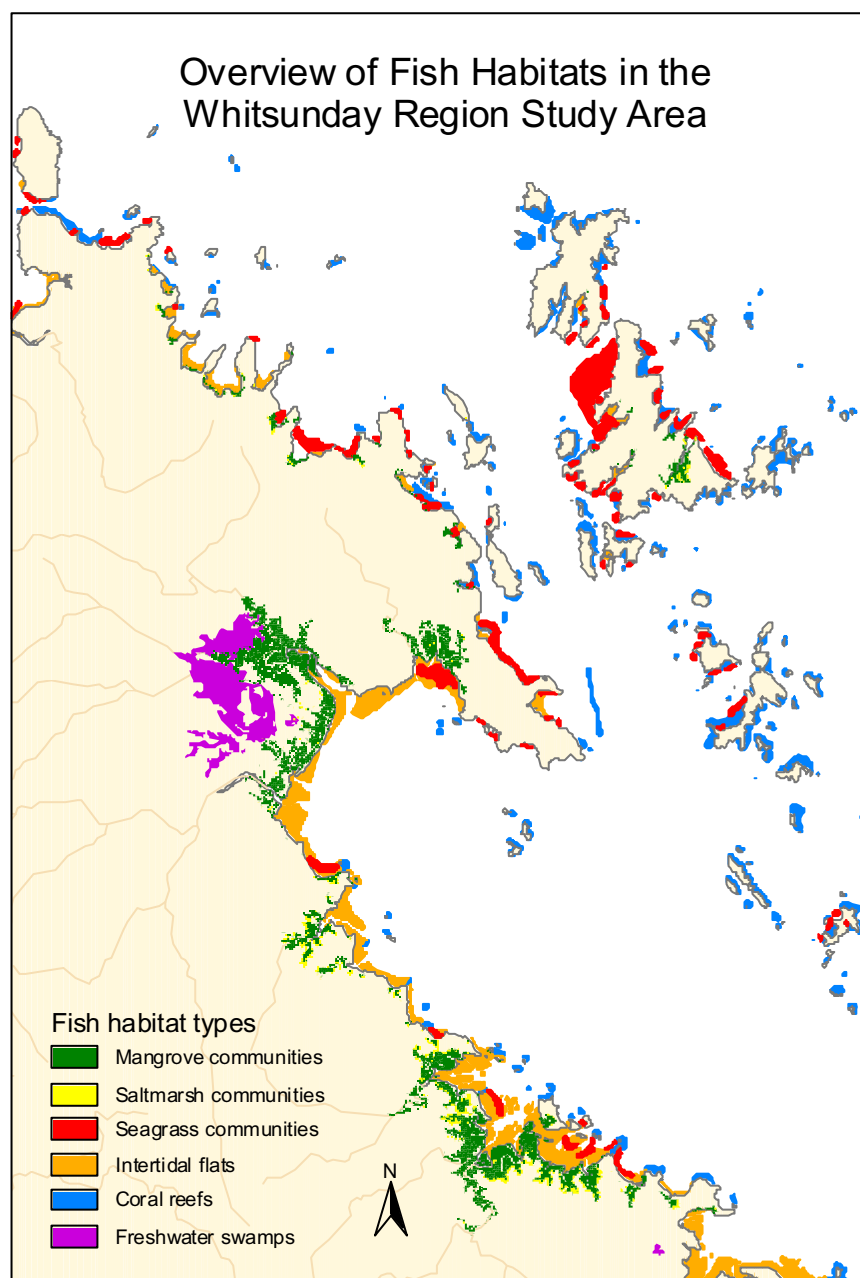 Overview of Fish Habitats in the
Whitsunday Region Study Area
Fish habitat types
Mangrove communities
Saltmarsh communities
Seagrass communities
Intertidal flats
Coral reefs
Freshwater swamps
N